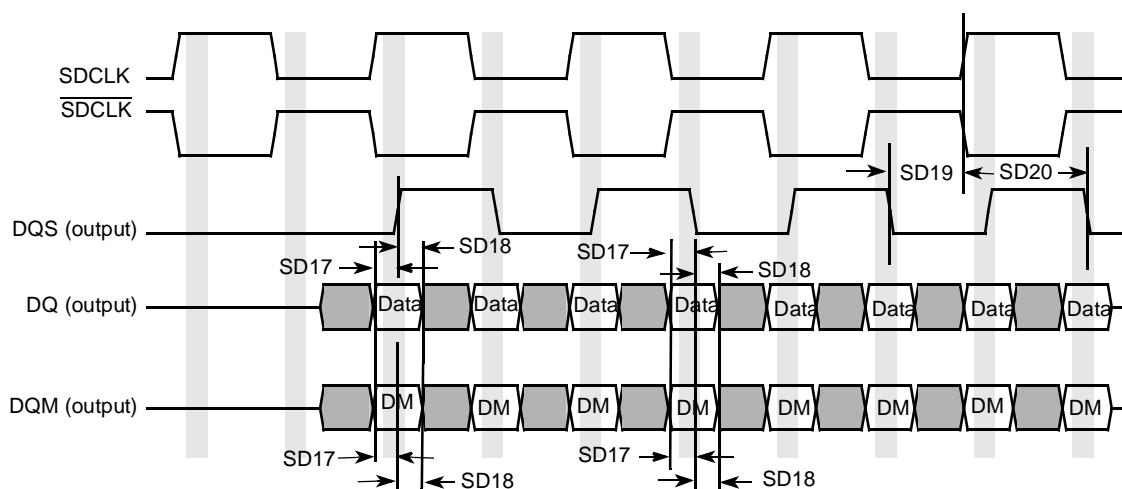 SDCLK
SDCLK
SD19 SD20
DQS (output)
SD18 SD17
SD17 SD18
DQ (output) Data Data Data Data Data Data Data Data
DQM (output) DM DM DM DM DM DM DM DM
SD17 SD17
SD18 SD18